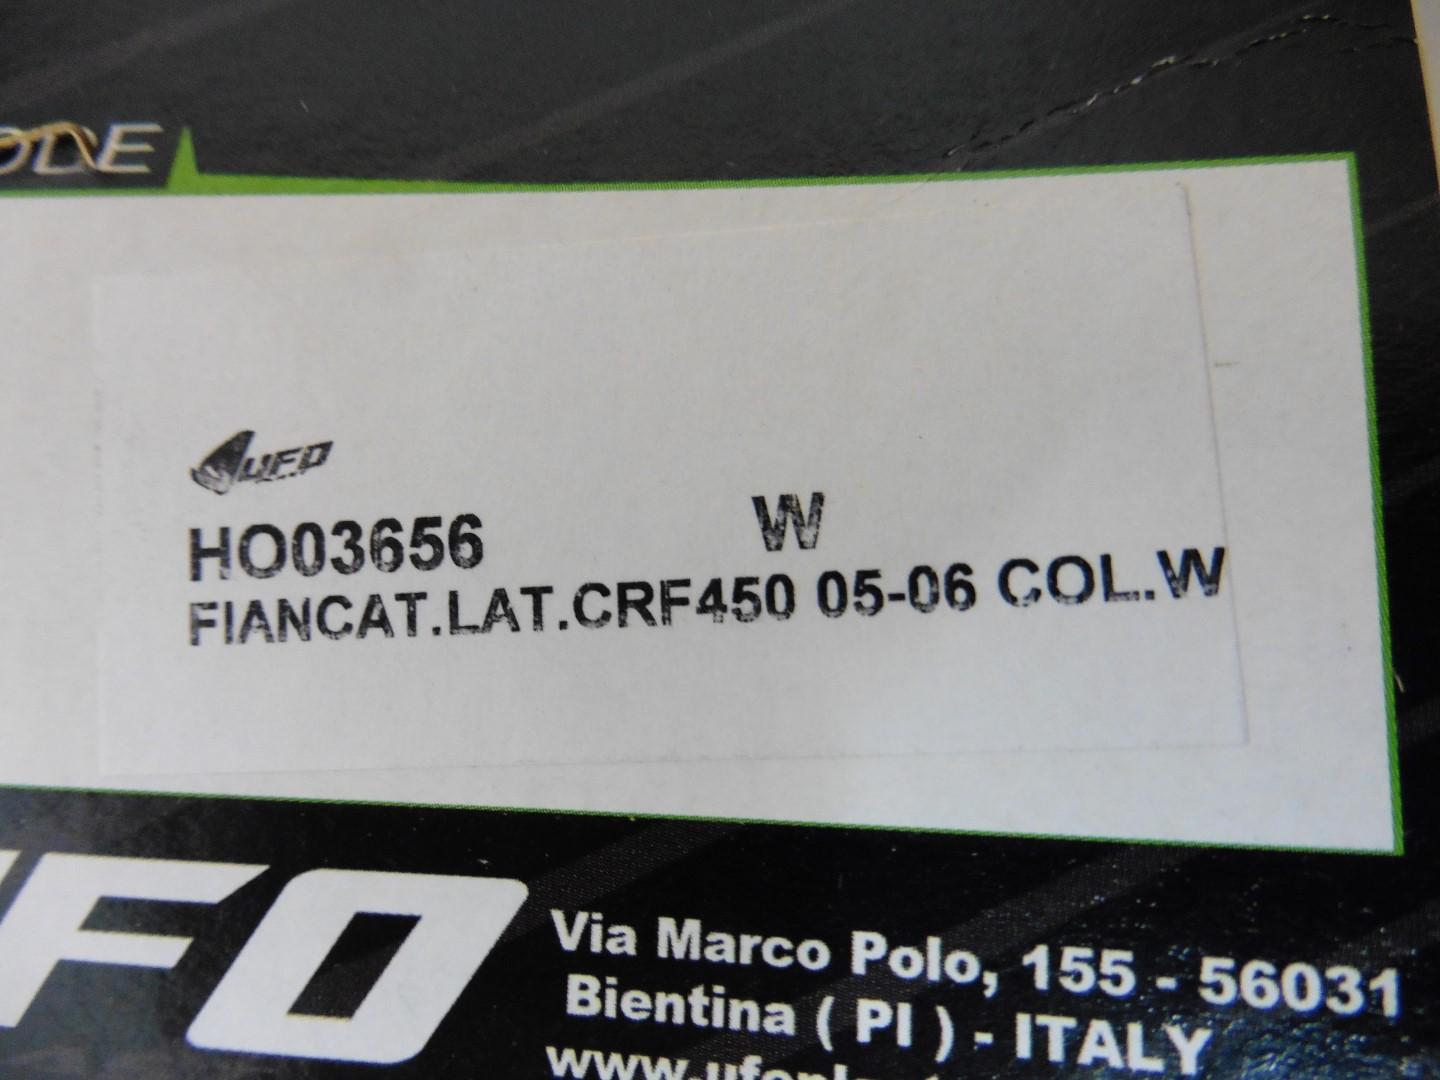 ODE
UFO
HO03656 W
FIANCAT.LAT.CRF450 05-06 COL.W
UFO
Via Marco Polo, 155 - 56031
Bientina ( PI ) - ITALY